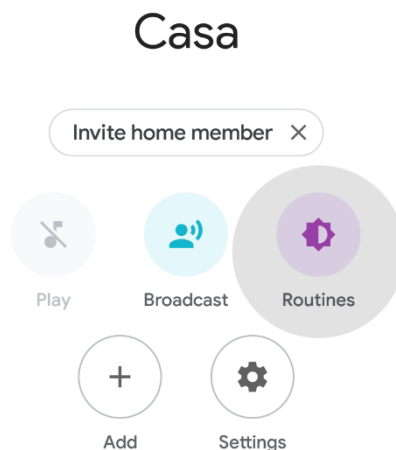 Casa
Invite home member
Play
Broadcast
Routines
Add
Settings